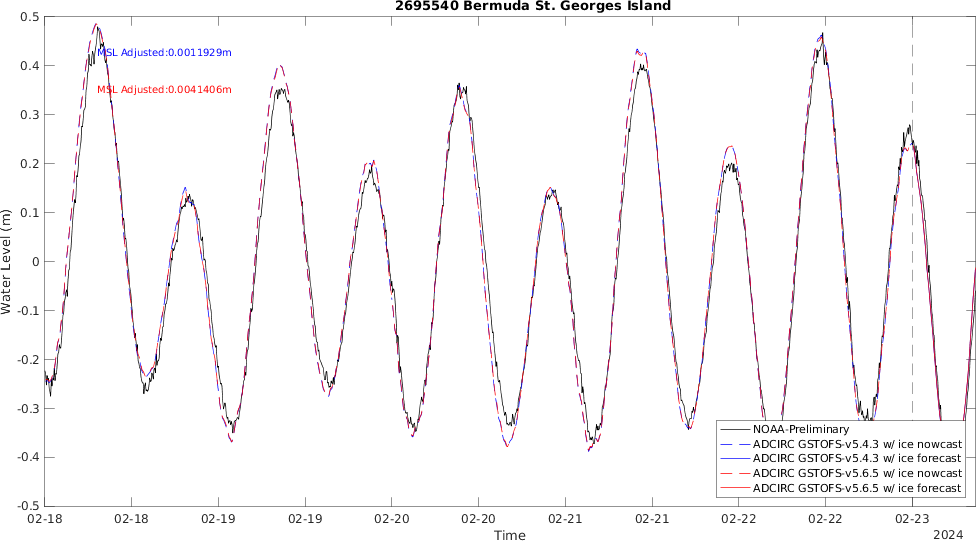 2695540 Bermuda St. Georges Island
0.5
MSL Adjusted:0.0011929m
0.4
MSL Adjusted:0.0041406m
0.3
0.2
0.1
0
-0.1
-0.2
-0.3
-0.4
-0.5
Water Level (m)
NOAA-Preliminary
ADCIRC GSTOFS-v5.4.3 w/ ice nowcast
ADCIRC GSTOFS-v5.4.3 w/ ice forecast
ADCIRC GSTOFS-v5.6.5 w/ ice nowcast
ADCIRC GSTOFS-v5.6.5 w/ ice forecast
02-18 02-18 02-19 02-19 02-20 02-20 02-21 02-21 02-22 02-22 02-23
Time
2024